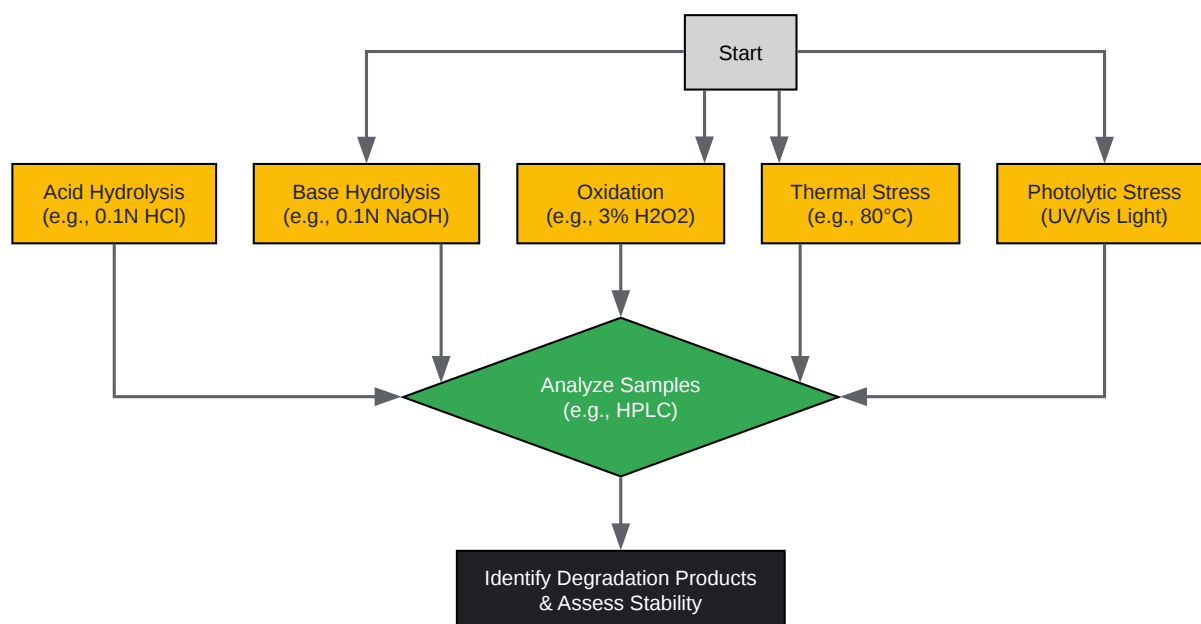 Start
Acid Hydrolysis
(e.g., 0.1N HCl)
Base Hydrolysis
(e.g., 0.1N NaOH)
Oxidation
(e.g., 3% H2O2)
Thermal Stress
(e.g., 80°C)
Photolytic Stress
(UV/Vis Light)
Analyze Samples
(e.g., HPLC)
Identify Degradation Products
& Assess Stability